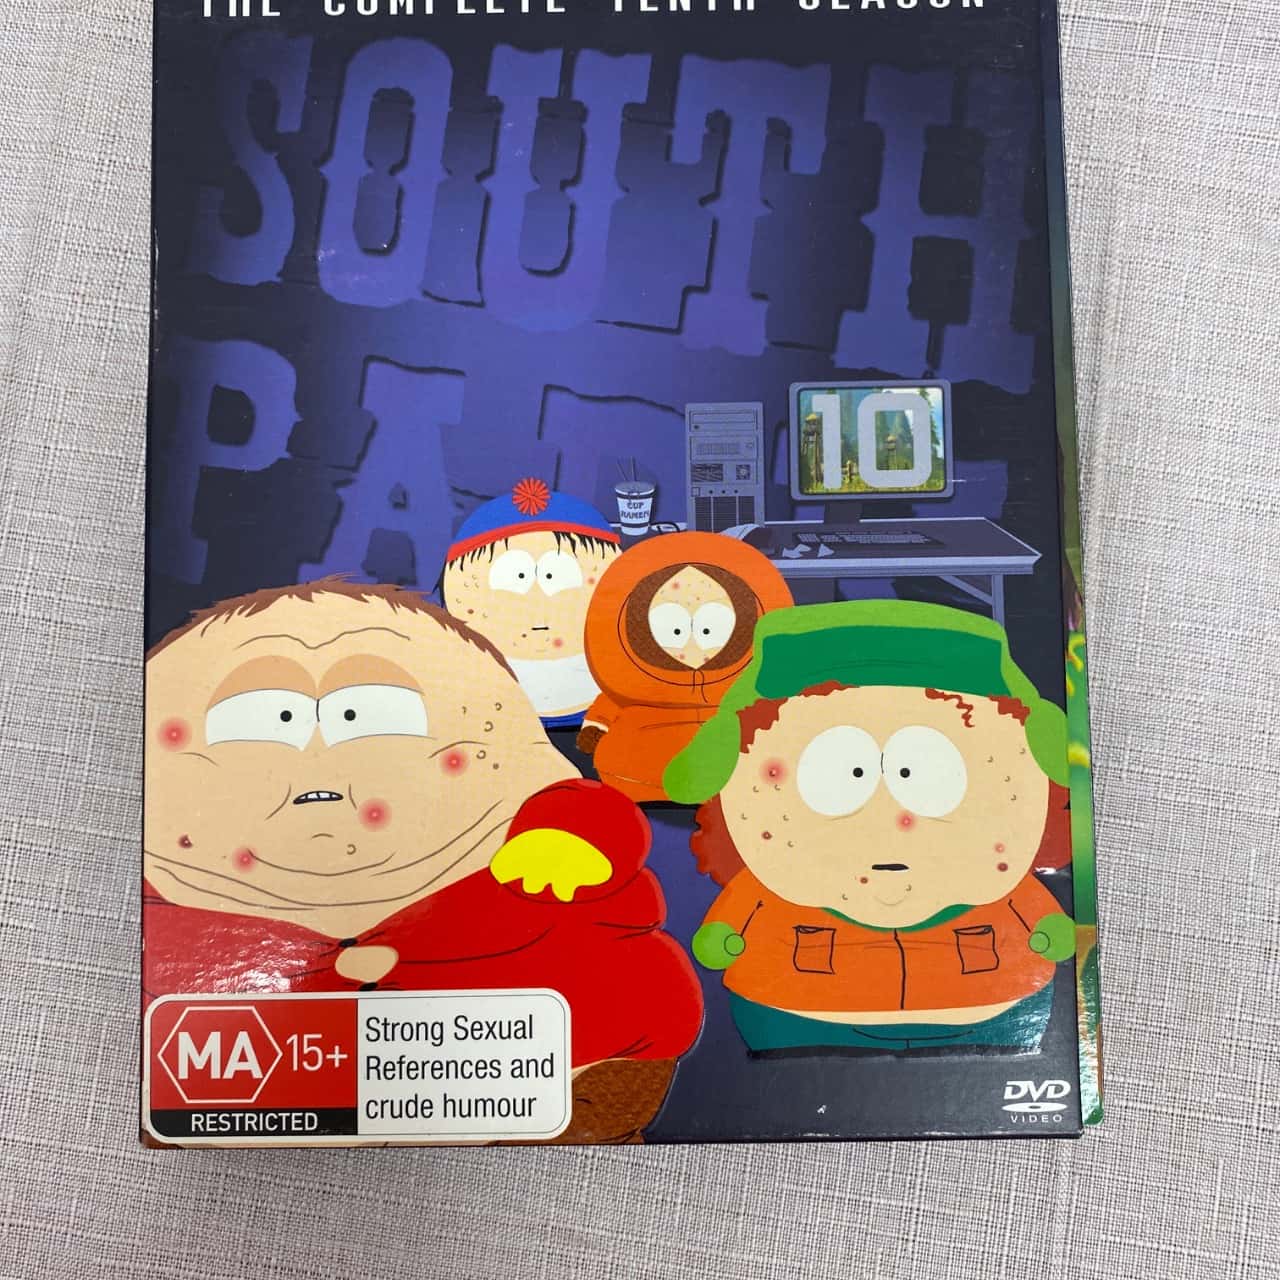 THE COMPLETE TENTH SEASON
SOUTH
PA
10
CUP
RAMEN
MA 15+
RESTRICTED
Strong Sexual
References and
crude humour
DVD
VIDEO